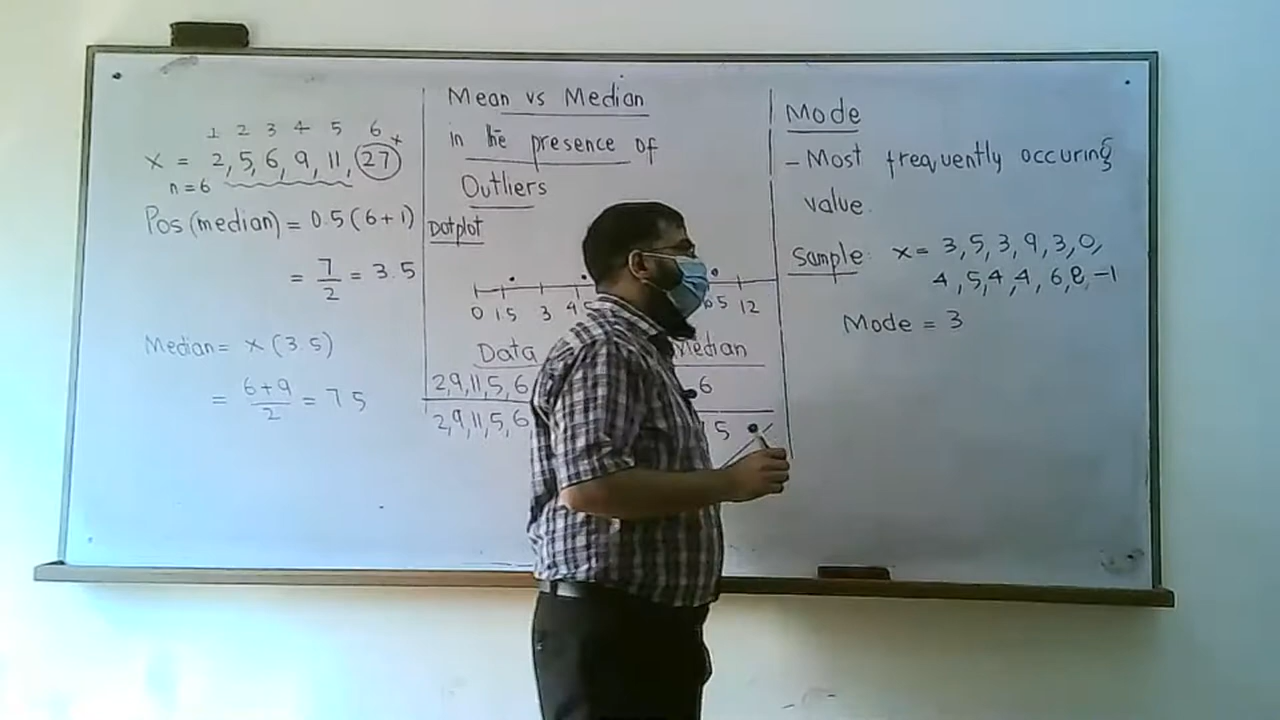 1 2 3 4 5 6
x = 2, 5, 6, 9, 11, 27
n = 6
Pos (median) = 0.5 (6+1)
= 7/2 = 3.5
Median = x (3.5)
= 6+9/2 = 7.5
Mean vs Median
in the presence of
Outliers
Dotplot
0 1.5 3 12
Data Median
2, 9, 11, 5, 6 6
2, 9, 11, 5, 6
Mode
- Most frequently occuring
value.
Sample: x = 3, 5, 3, 9, 3, 0,
4, 5, 4, 4, 6, 8, -1
Mode = 3